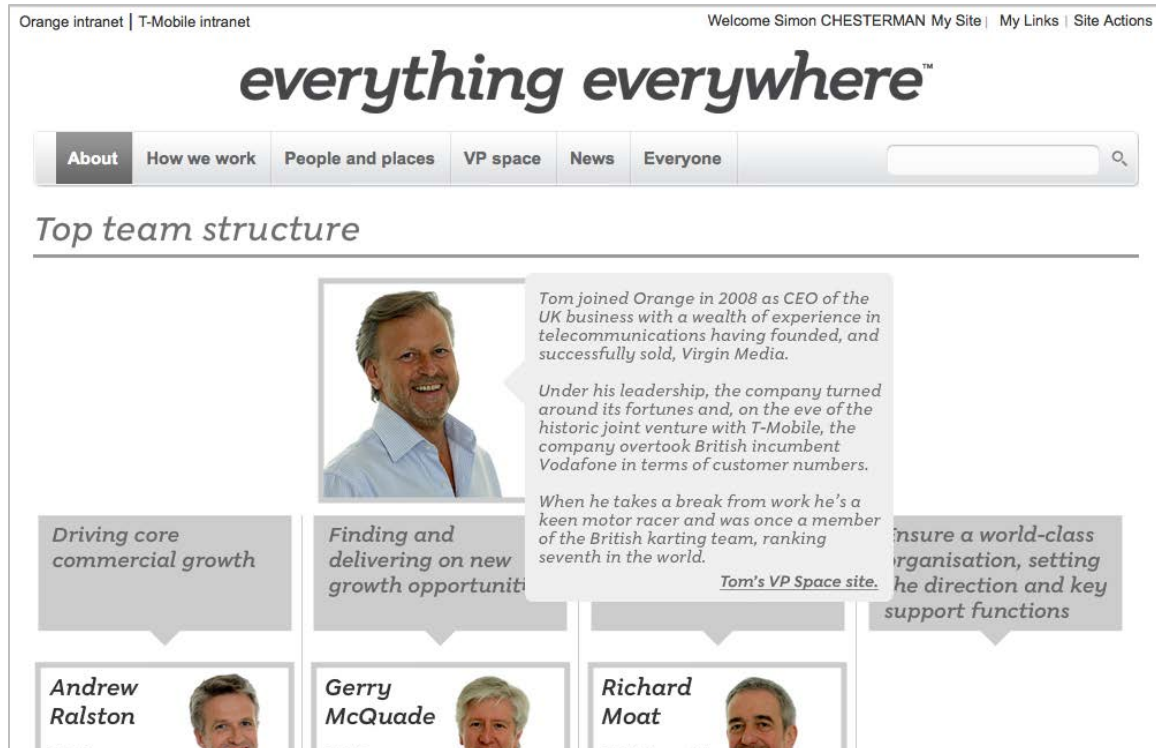 Orange intranet | T-Mobile intranet
Welcome Simon CHESTERMAN My Site | My Links | Site Actions
everything everywhere™
About How we work People and places VP space News Everyone
Top team structure
Tom joined Orange in 2008 as CEO of the
UK business with a wealth of experience in
telecommunications having founded, and
successfully sold, Virgin Media.
Under his leadership, the company turned
around its fortunes and, on the eve of the
historic joint venture with T-Mobile, the
company overtook British incumbent
Vodafone in terms of customer numbers.
When he takes a break from work he's a
keen motor racer and was once a member
of the British karting team, ranking
seventh in the world.
Tom's VP Space site.
Driving core
commercial growth
Finding and
delivering on new
growth opportuniti
nsure a world-class
rganisation, setting
he direction and key
support functions
Andrew
Ralston
Gerry
McQuade
Richard
Moat